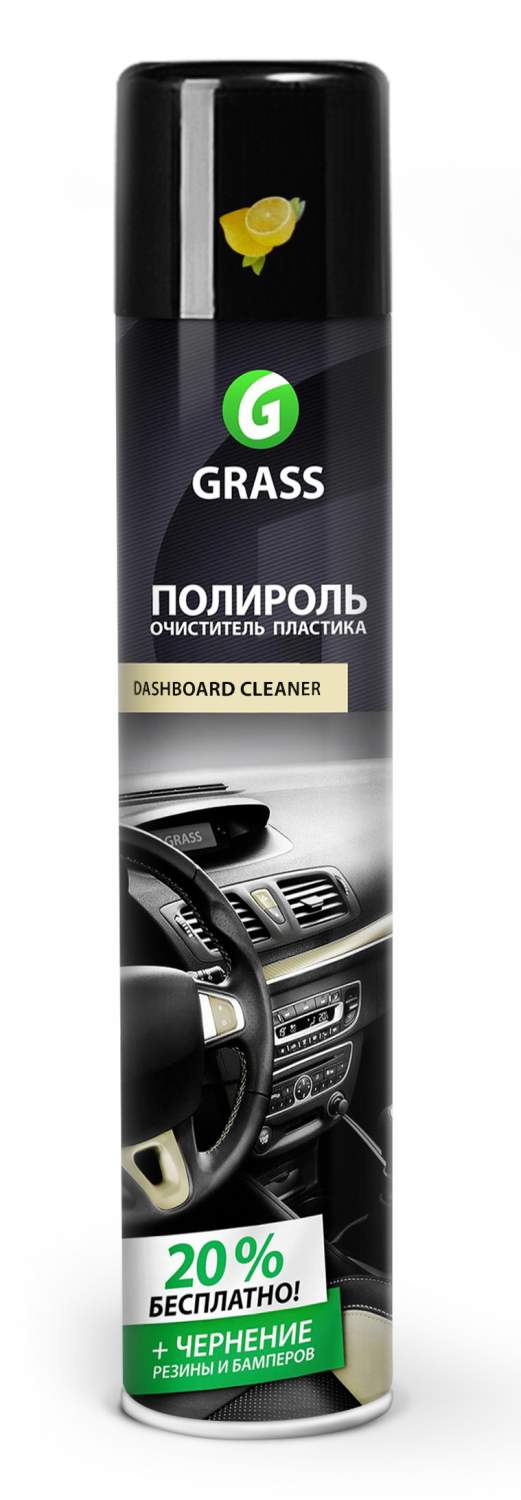 G
GRASS
ПОЛИРОЛЬ
ОЧИСТИТЕЛЬ ПЛАСТИКА
DASHBOARD CLEANER
GRASS
20%
БЕСПЛАТНО!
+ ЧЕРНЕНИЕ
РЕЗИНЫ И БАМПЕРОВ